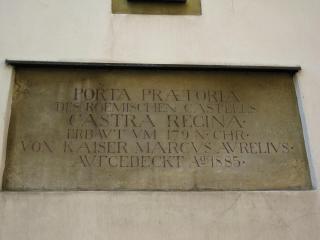 PORTA PRÆTORIA
DES ROEMISCHEN CASTELLS
CASTRA REGINA·
ERBAVT VM 179 N· CHR·
VON KAISER MARCVS AVRELIVS·
AVFGEDECKT Aº 1885·